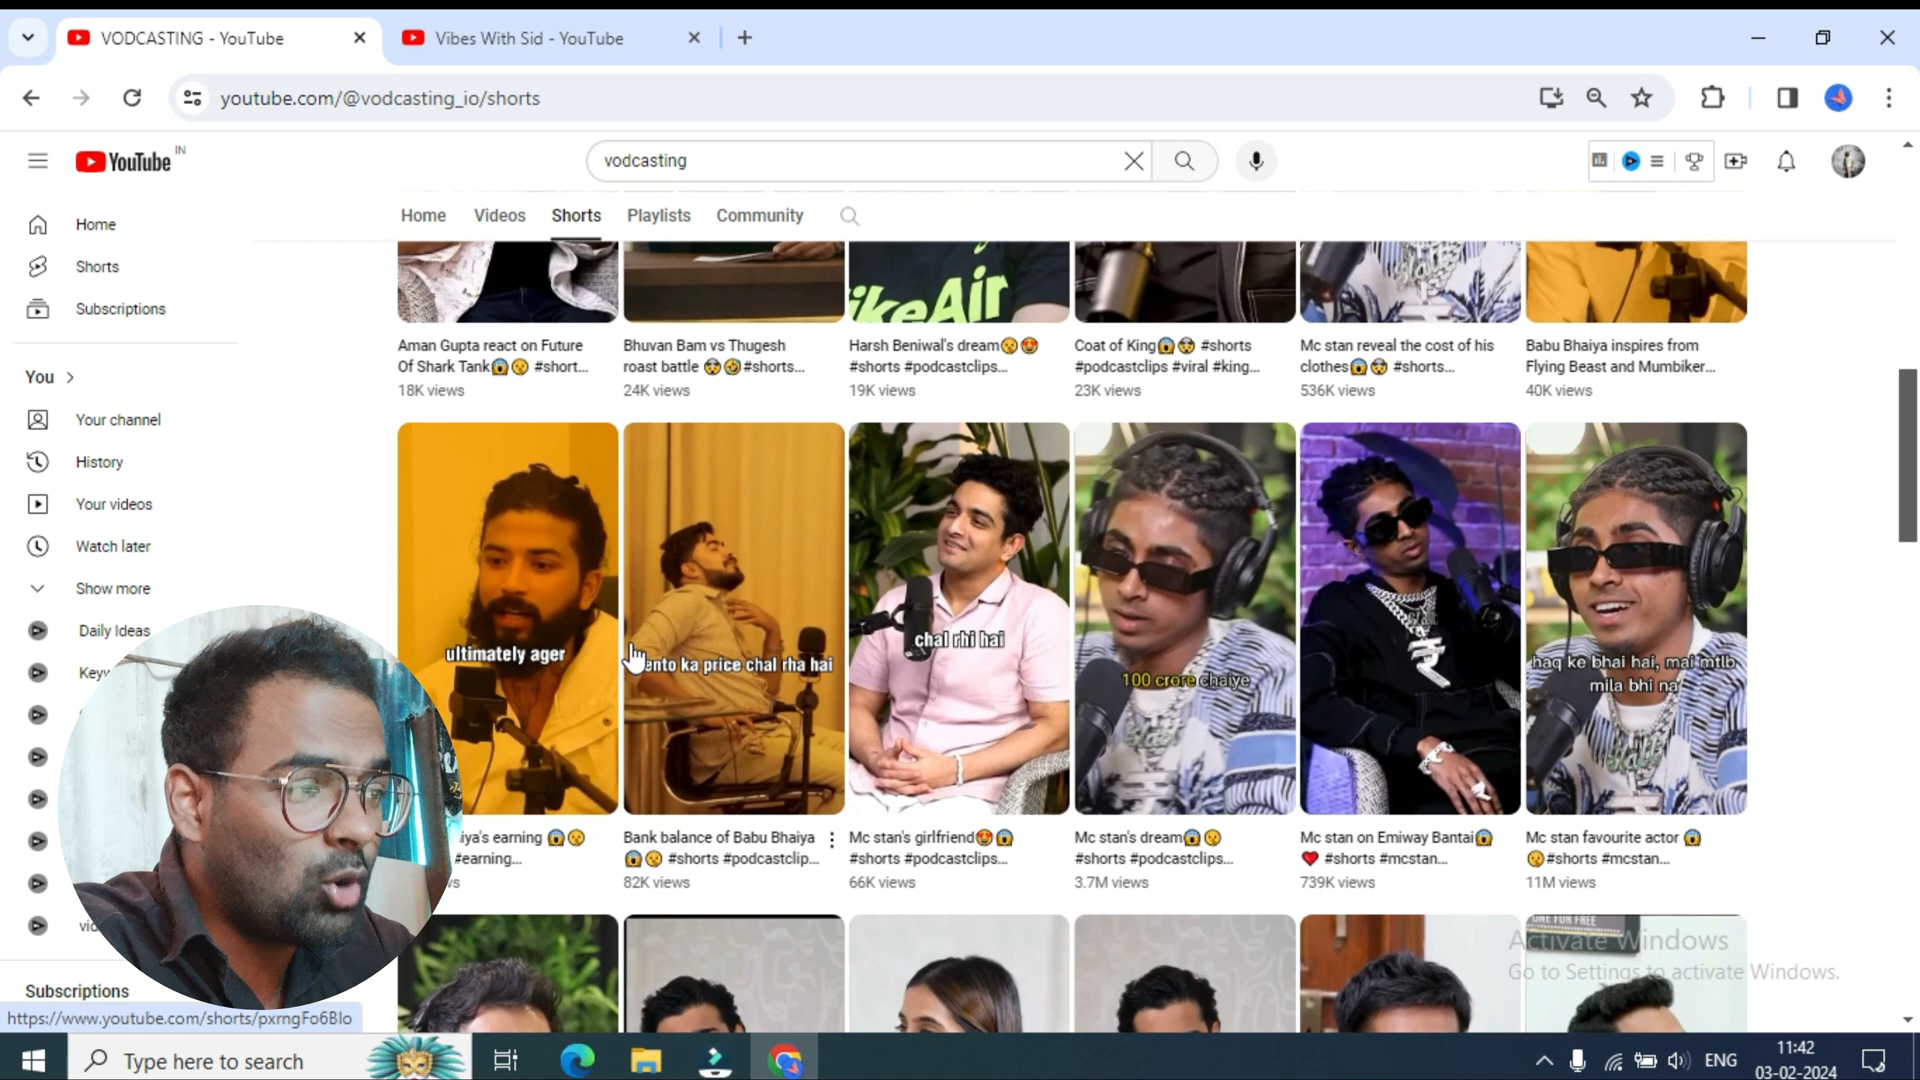 VODCASTING - YouTube
Vibes With Sid - YouTube
youtube.com/@vodcasting_io/shorts
YouTube IN
vodcasting
Home
Videos
Shorts
Playlists
Community
Home
Shorts
Subscriptions
You
Your channel
History
Your videos
Watch later
Show more
Daily Ideas
Subscriptions
Aman Gupta react on Future
Of Shark Tank😱😯 #short...
18K views
Bhuvan Bam vs Thugesh
roast battle 🤯🤣#shorts...
24K views
Harsh Beniwal's dream😯😍
#shorts #podcastclips...
19K views
Coat of King😱🤯 #shorts
#podcastclips #viral #king...
23K views
Mc stan reveal the cost of his
clothes😱🤯 #shorts...
536K views
Babu Bhaiya inspires from
Flying Beast and Mumbiker...
40K views
ultimately ager
ento ka price chal rha hai
chal rhi hai
100 crore chaiye
haq ke bhai hai, mai mtlb
mila bhi na
iya's earning 😱😯
#earning...
Bank balance of Babu Bhaiya
😱😯 #shorts #podcastclip...
82K views
Mc stan's girlfriend😍😱
#shorts #podcastclips...
66K views
Mc stan's dream😱😯
#shorts #podcastclips...
3.7M views
Mc stan on Emiway Bantai😱
❤️ #shorts #mcstan...
739K views
Mc stan favourite actor 😱
😯#shorts #mcstan...
11M views
ONE FOR FREE
Activate Windows
Go to Settings to activate Windows.
https://www.youtube.com/shorts/pxrngFo6Blo
Type here to search
ENG
11:42
03-02-2024